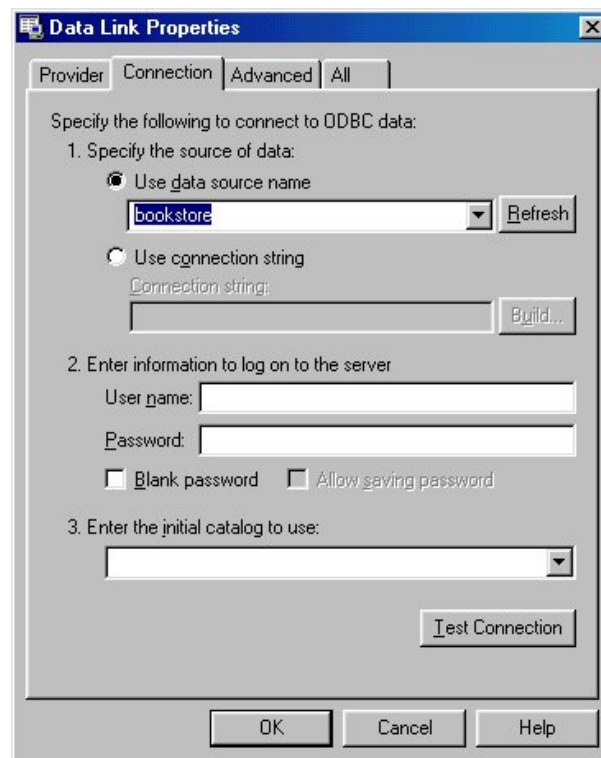 Data Link Properties
Provider Connection Advanced All
Specify the following to connect to ODBC data:
1. Specify the source of data:
Use data source name
bookstore Refresh
Use connection string
Connection string:
Build...
2. Enter information to log on to the server
User name:
Password:
Blank password Allow saving password
3. Enter the initial catalog to use:
Test Connection
OK Cancel Help